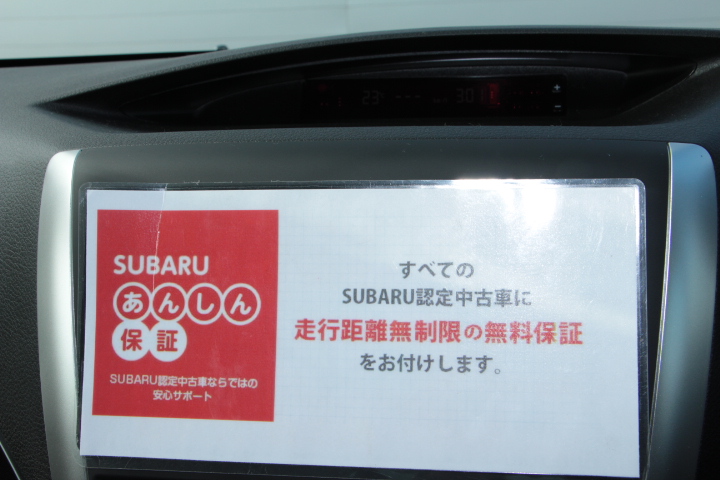 SUBARU
あんしん
保証
SUBARU認定中古車ならではの
安心サポート
すべての
SUBARU認定中古車に
走行距離無制限の無料保証
をお付けします。